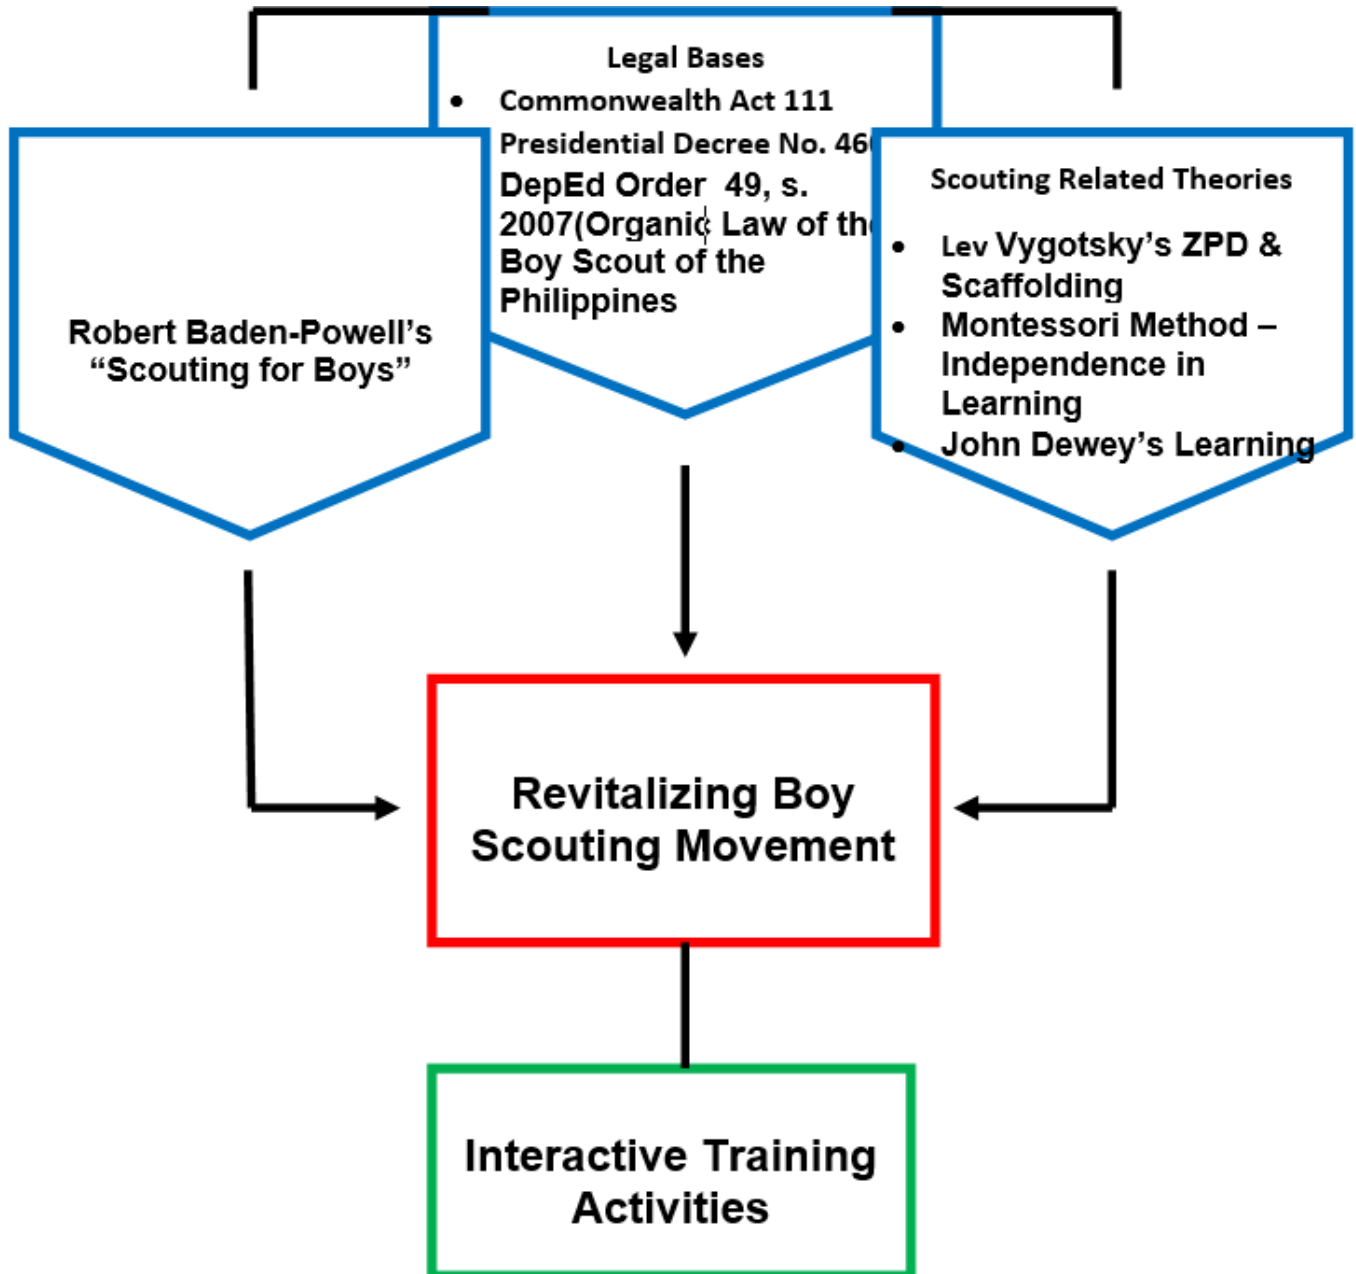 Legal Bases
• Commonwealth Act 111
Presidential Decree No.
DepEd Order 49, s.
2007(Organic Law of the
Boy Scout of the
Philippines
Robert Baden-Powell’s
“Scouting for Boys”
Scouting Related Theories
• Lev Vygotsky’s ZPD &
Scaffolding
• Montessori Method –
Independence in
Learning
• John Dewey’s Learning
Revitalizing Boy
Scouting Movement
Interactive Training
Activities